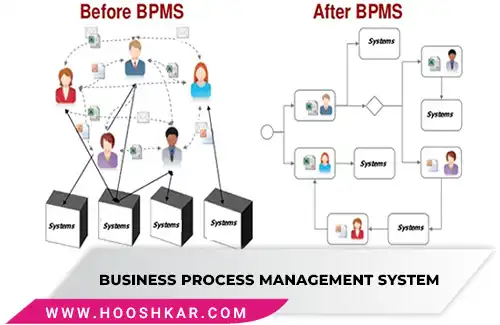 Before BPMS
After BPMS
Systems
Systems
Systems
Systems
Systems
Systems
Systems
Systems
BUSINESS PROCESS MANAGEMENT SYSTEM
WWW.HOOSHKAR.COM